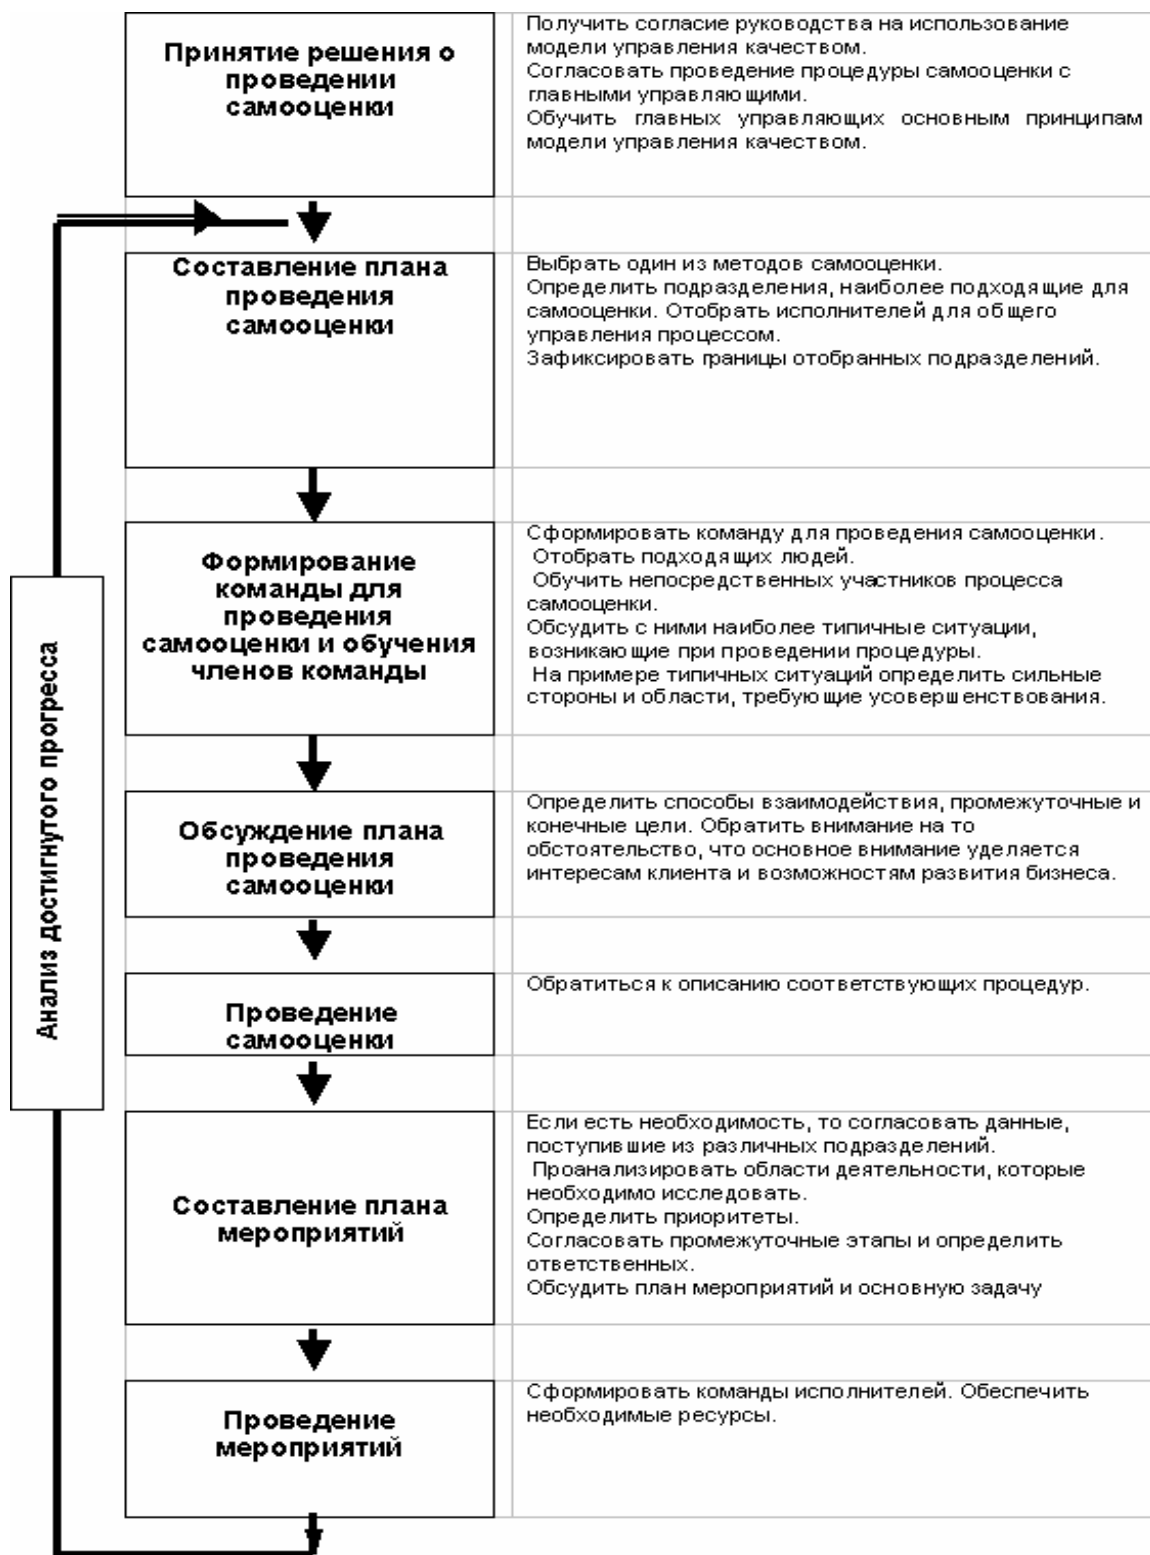 Принятие решения о
проведении
самооценки
Получить согласие руководства на использование
модели управления качеством.
Согласовать проведение процедуры самооценки с
главными управляющими.
Обучить главных управляющих основным принципам
модели управления качеством.
Составление плана
проведения
самооценки
Выбрать один из методов самооценки.
Определить подразделения, наиболее подходящие для
самооценки. Отобрать исполнителей для общего
управления процессом.
Зафиксировать границы отобранных подразделений.
Формирование
команды для
проведения
самооценки и обучения
членов команды
Сформировать команду для проведения самооценки.
Отобрать подходящих людей.
Обучить непосредственных участников процесса
самооценки.
Обсудить с ними наиболее типичные ситуации,
возникающие при проведении процедуры.
На примере типичных ситуаций определить сильные
стороны и области, требующие усовершенствования.
Анализ достигнутого прогресса
Обсуждение плана
проведения
самооценки
Определить способы взаимодействия, промежуточные и
конечные цели. Обратить внимание на то
обстоятельство, что основное внимание уделяется
интересам клиента и возможностям развития бизнеса.
Проведение
самооценки
Обратиться к описанию соответствующих процедур.
Составление плана
мероприятий
Если есть необходимость, то согласовать данные,
поступившие из различных подразделений.
Проанализировать области деятельности, которые
необходимо исследовать.
Определить приоритеты.
Согласовать промежуточные этапы и определить
ответственных.
Обсудить план мероприятий и основную задачу
Проведение
мероприятий
Сформировать команды исполнителей. Обеспечить
необходимые ресурсы.